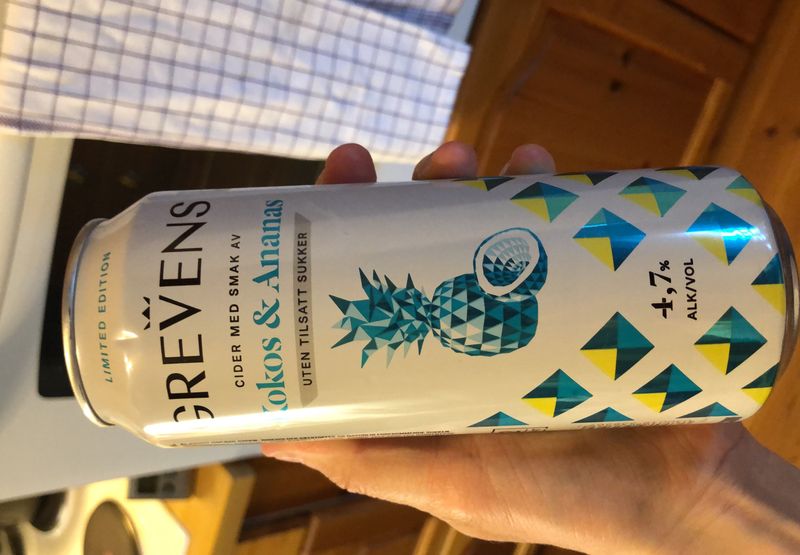 LIMITED EDITION
GREVENS
CIDER MED SMAK AV
Kokos & Ananas
UTEN TILSATT SUKKER
4,7%
ALK/VOL